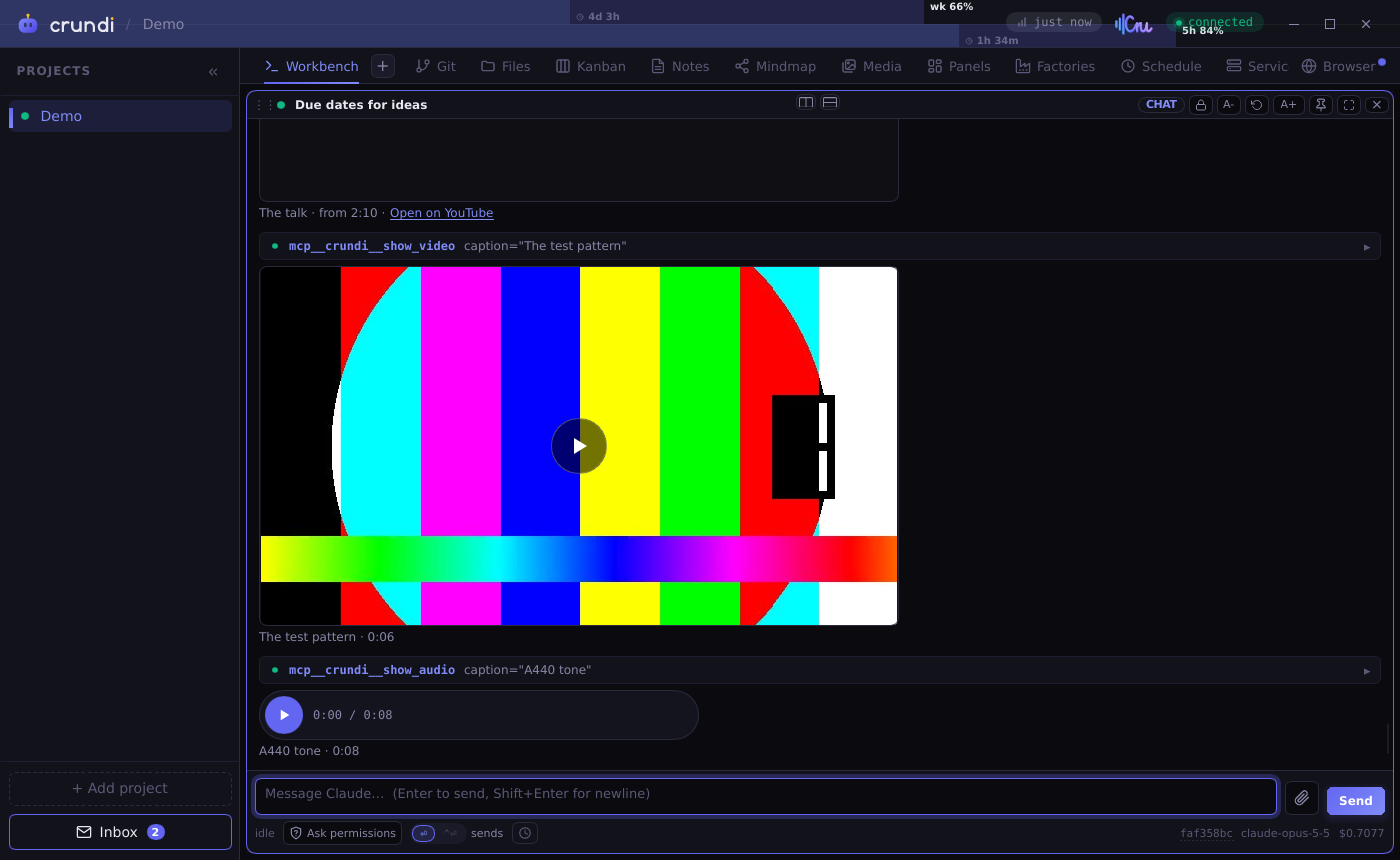 crundi / Demo
4d 3h
wk 66%
1h 34m
just now
Cru
connected
5h 84%
PROJECTS
«
Demo
Workbench
+
Git
Files
Kanban
Notes
Mindmap
Media
Panels
Factories
Schedule
Servic
Browser
Due dates for ideas
CHAT
A-
A+
The talk · from 2:10 · Open on YouTube
mcp__crundi__show_video caption="The test pattern"
The test pattern · 0:06
mcp__crundi__show_audio caption="A440 tone"
0:00 / 0:08
A440 tone · 0:08
+ Add project
Inbox 2
Message Claude… (Enter to send, Shift+Enter for newline)
Send
idle
Ask permissions
sends
faf358bc claude-opus-5-5 $0.7077